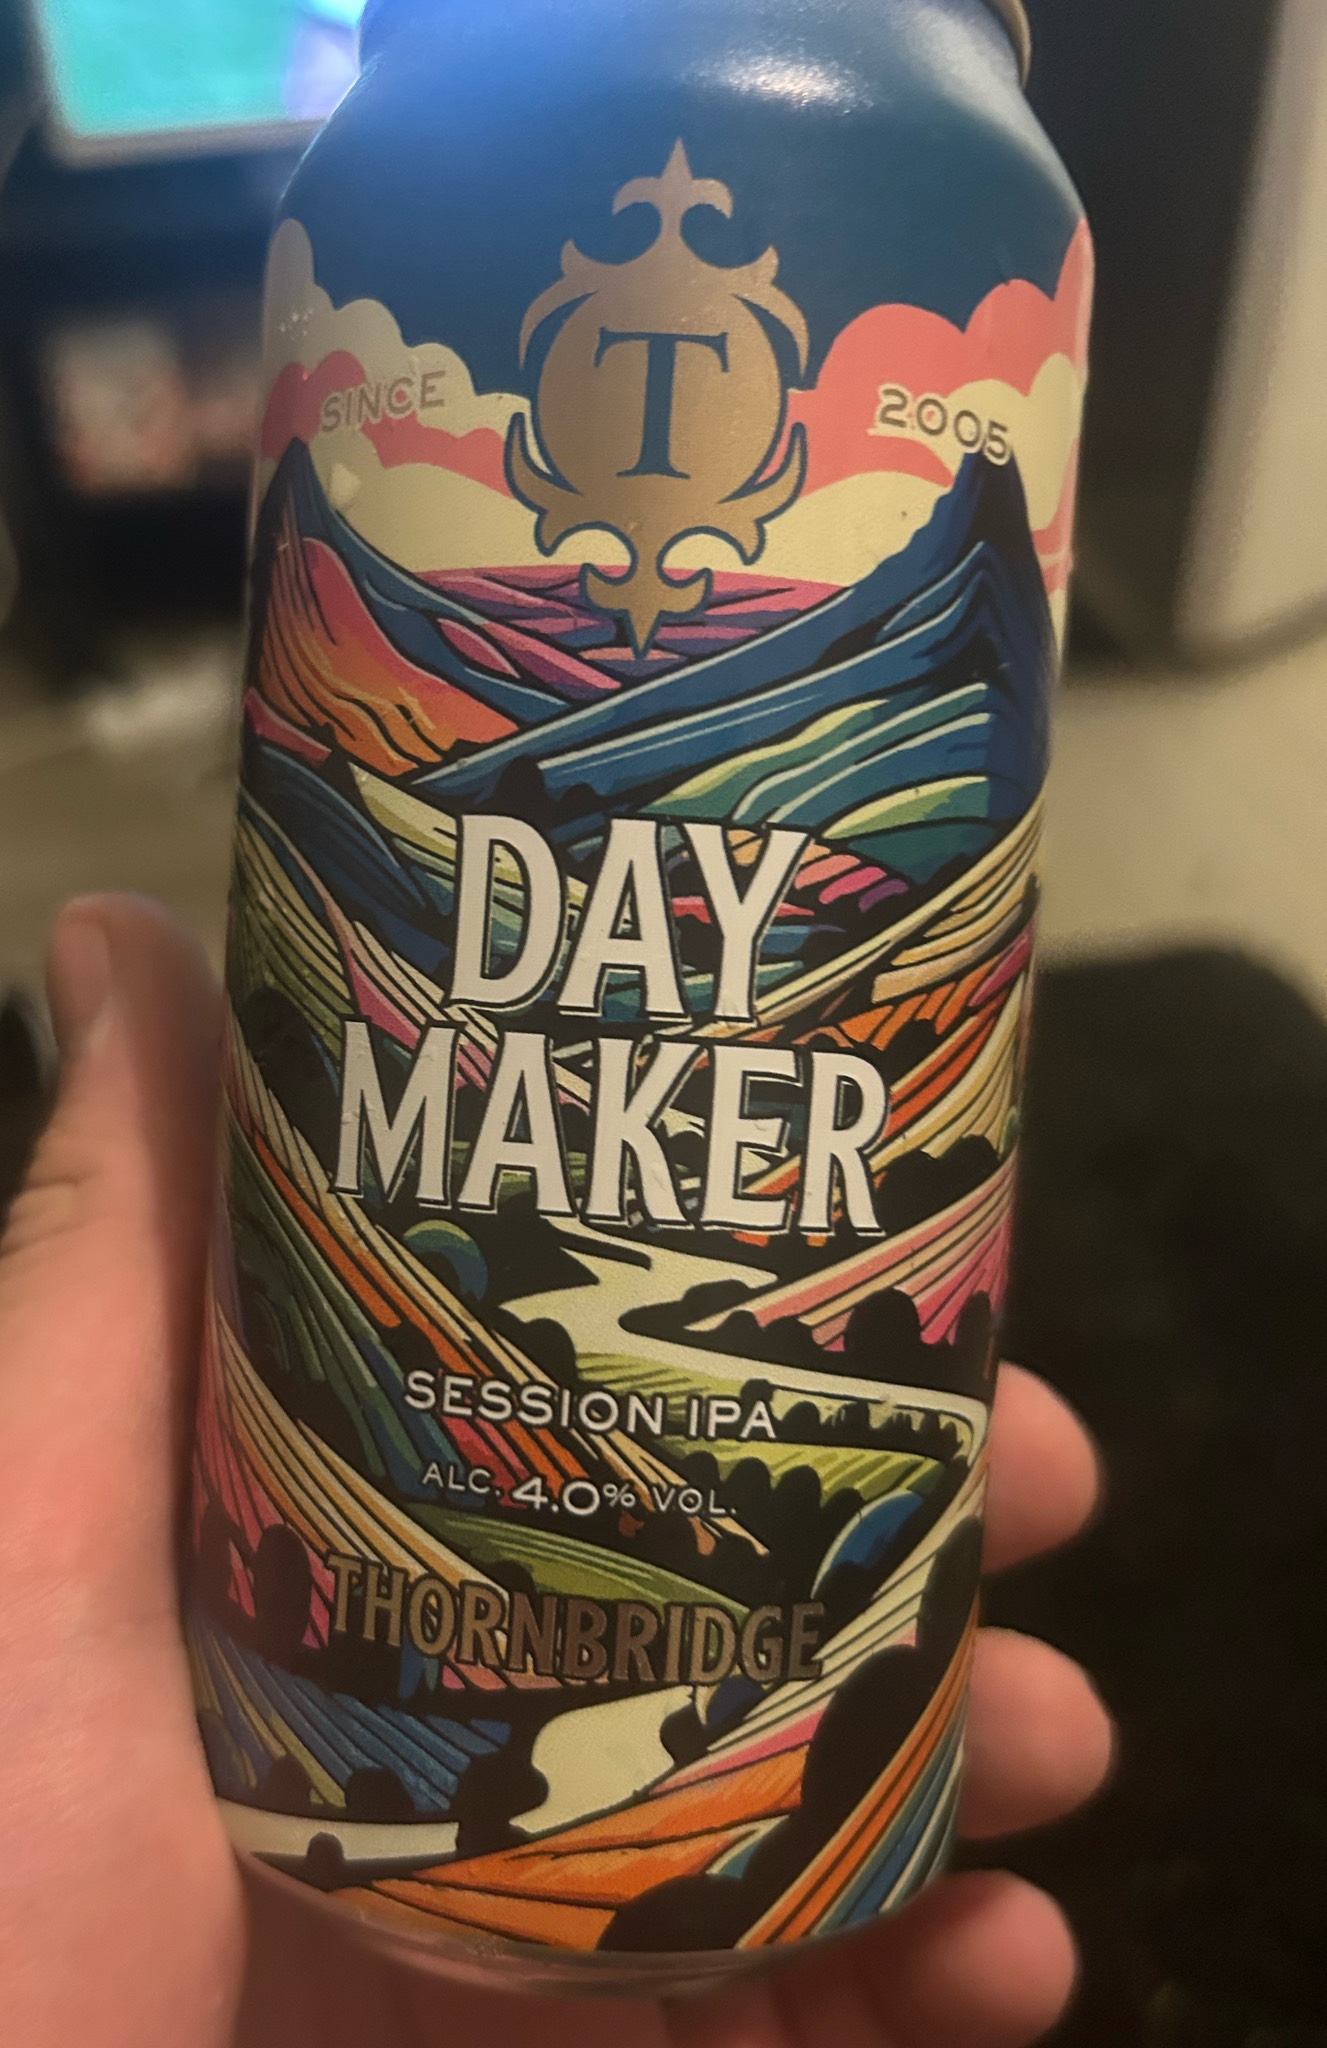 T
SINCE 2005
DAY
MAKER
SESSION IPA
ALC. 4.0% VOL.
THORNBRIDGE